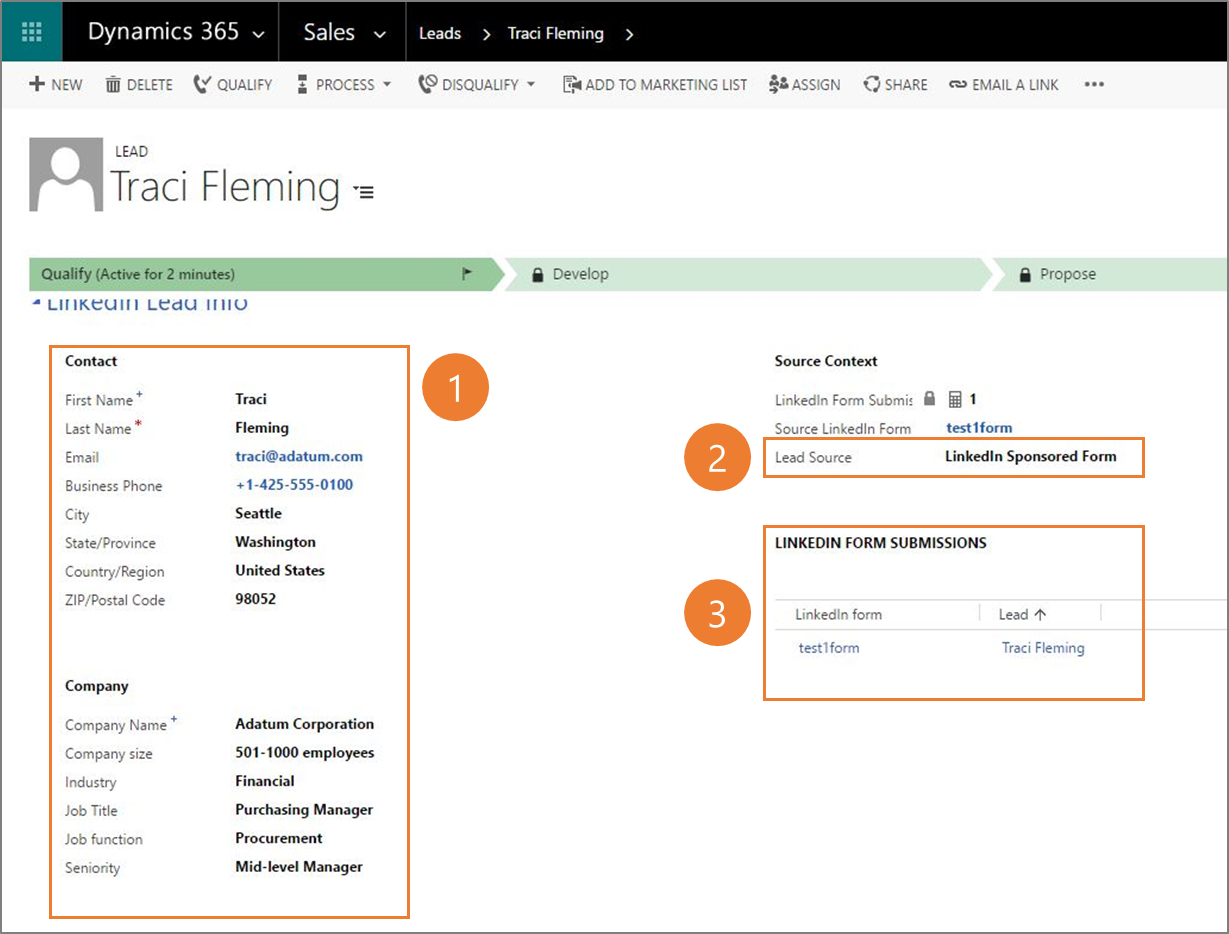 Dynamics 365 Sales Leads > Traci Fleming >
+ NEW DELETE QUALIFY PROCESS DISQUALIFY ADD TO MARKETING LIST ASSIGN SHARE EMAIL A LINK •••
LEAD
Traci Fleming
Qualify (Active for 2 minutes) Develop Propose
LinkedIn Lead Info
Contact
First Name + Traci
Last Name * Fleming
Email traci@adatum.com
Business Phone +1-425-555-0100
City Seattle
State/Province Washington
Country/Region United States
ZIP/Postal Code 98052
Company
Company Name + Adatum Corporation
Company size 501-1000 employees
Industry Financial
Job Title Purchasing Manager
Job function Procurement
Seniority Mid-level Manager
1
Source Context
LinkedIn Form Submis 1
Source LinkedIn Form test1form
2
Lead Source LinkedIn Sponsored Form
3
LINKEDIN FORM SUBMISSIONS
LinkedIn form Lead ↑
test1form Traci Fleming